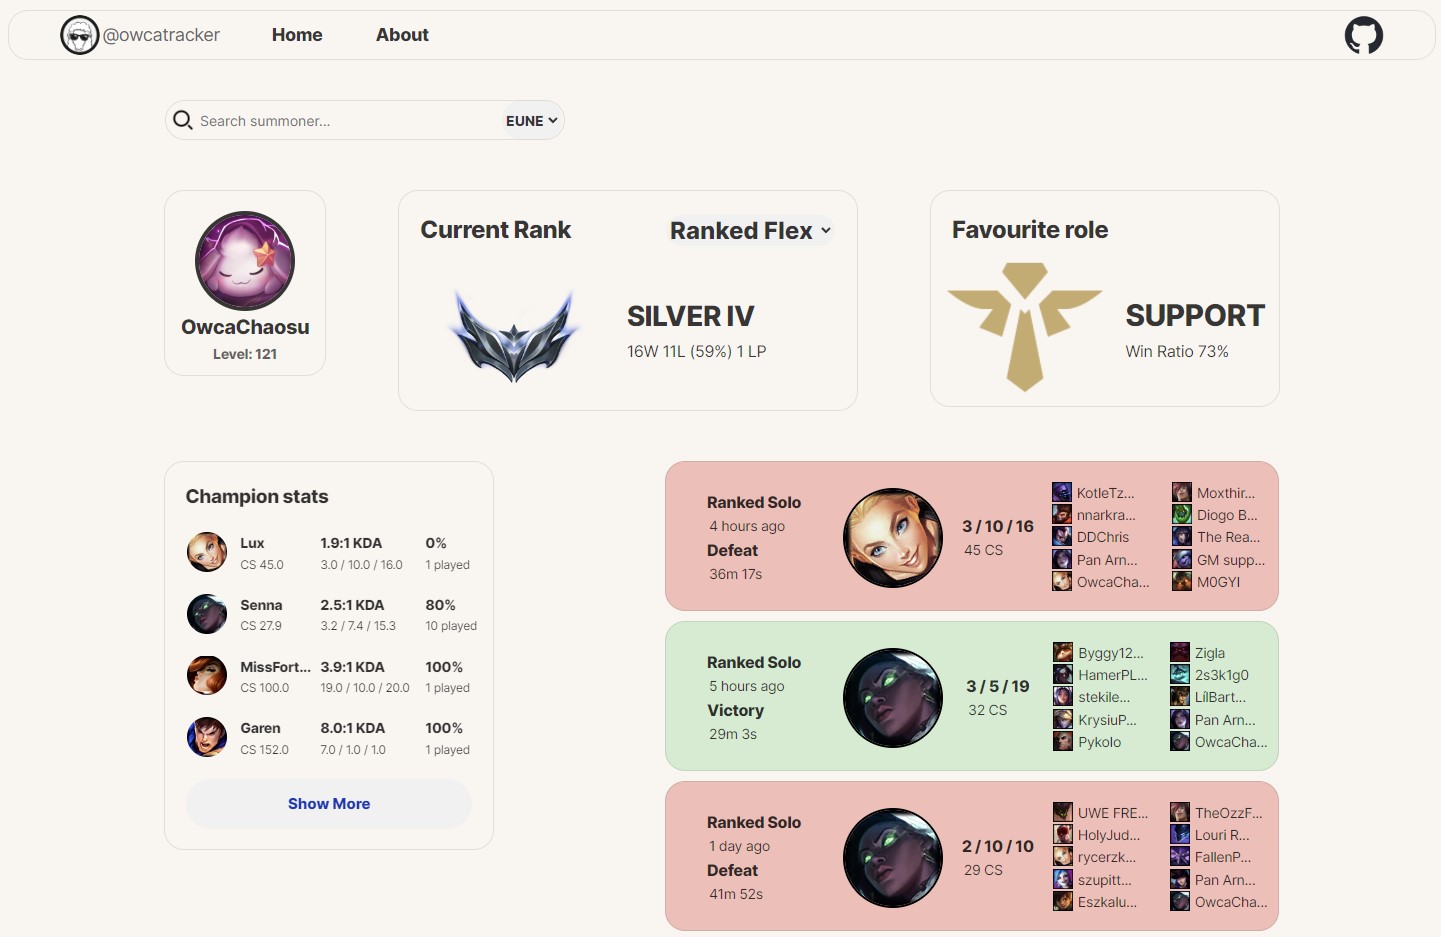 @owcatracker Home About
Search summoner... EUNE
OwcaChaosu
Level: 121
Current Rank Ranked Flex
SILVER IV
16W 11L (59%) 1 LP
Favourite role
SUPPORT
Win Ratio 73%
Champion stats
Lux 1.9:1 KDA 0%
CS 45.0 3.0 / 10.0 / 16.0 1 played
Senna 2.5:1 KDA 80%
CS 27.9 3.2 / 7.4 / 15.3 10 played
MissFort... 3.9:1 KDA 100%
CS 100.0 19.0 / 10.0 / 20.0 1 played
Garen 8.0:1 KDA 100%
CS 152.0 7.0 / 1.0 / 1.0 1 played
Show More
Ranked Solo
4 hours ago
Defeat
36m 17s
3 / 10 / 16
45 CS
KotleTz... Moxthir...
nnarkra... Diogo B...
DDChris The Rea...
Pan Arn... GM supp...
OwcaCha... M0GYI
Ranked Solo
5 hours ago
Victory
29m 3s
3 / 5 / 19
32 CS
Byggy12... Zigla
HamerPL... 2s3k1g0
stekile... LílBart...
KrysiuP... Pan Arn...
Pykolo OwcaCha...
Ranked Solo
1 day ago
Defeat
41m 52s
2 / 10 / 10
29 CS
UWE FRE... TheOzzF...
HolyJud... Louri R...
rycerzk... FallenP...
szupitt... Pan Arn...
Eszkalu... OwcaCha...